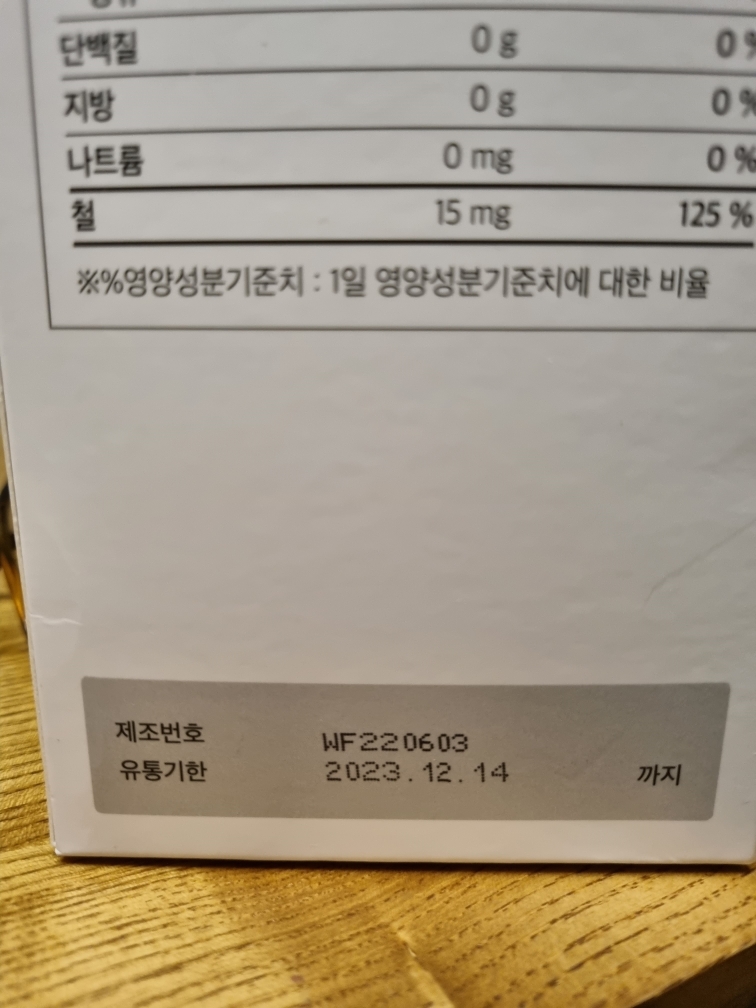 단백질 0 g 0 %
지방 0 g 0 %
나트륨 0 mg 0 %
철 15 mg 125 %
※%영양성분기준치 : 1일 영양성분기준치에 대한 비율
제조번호 WF220603
유통기한 2023.12.14 까지